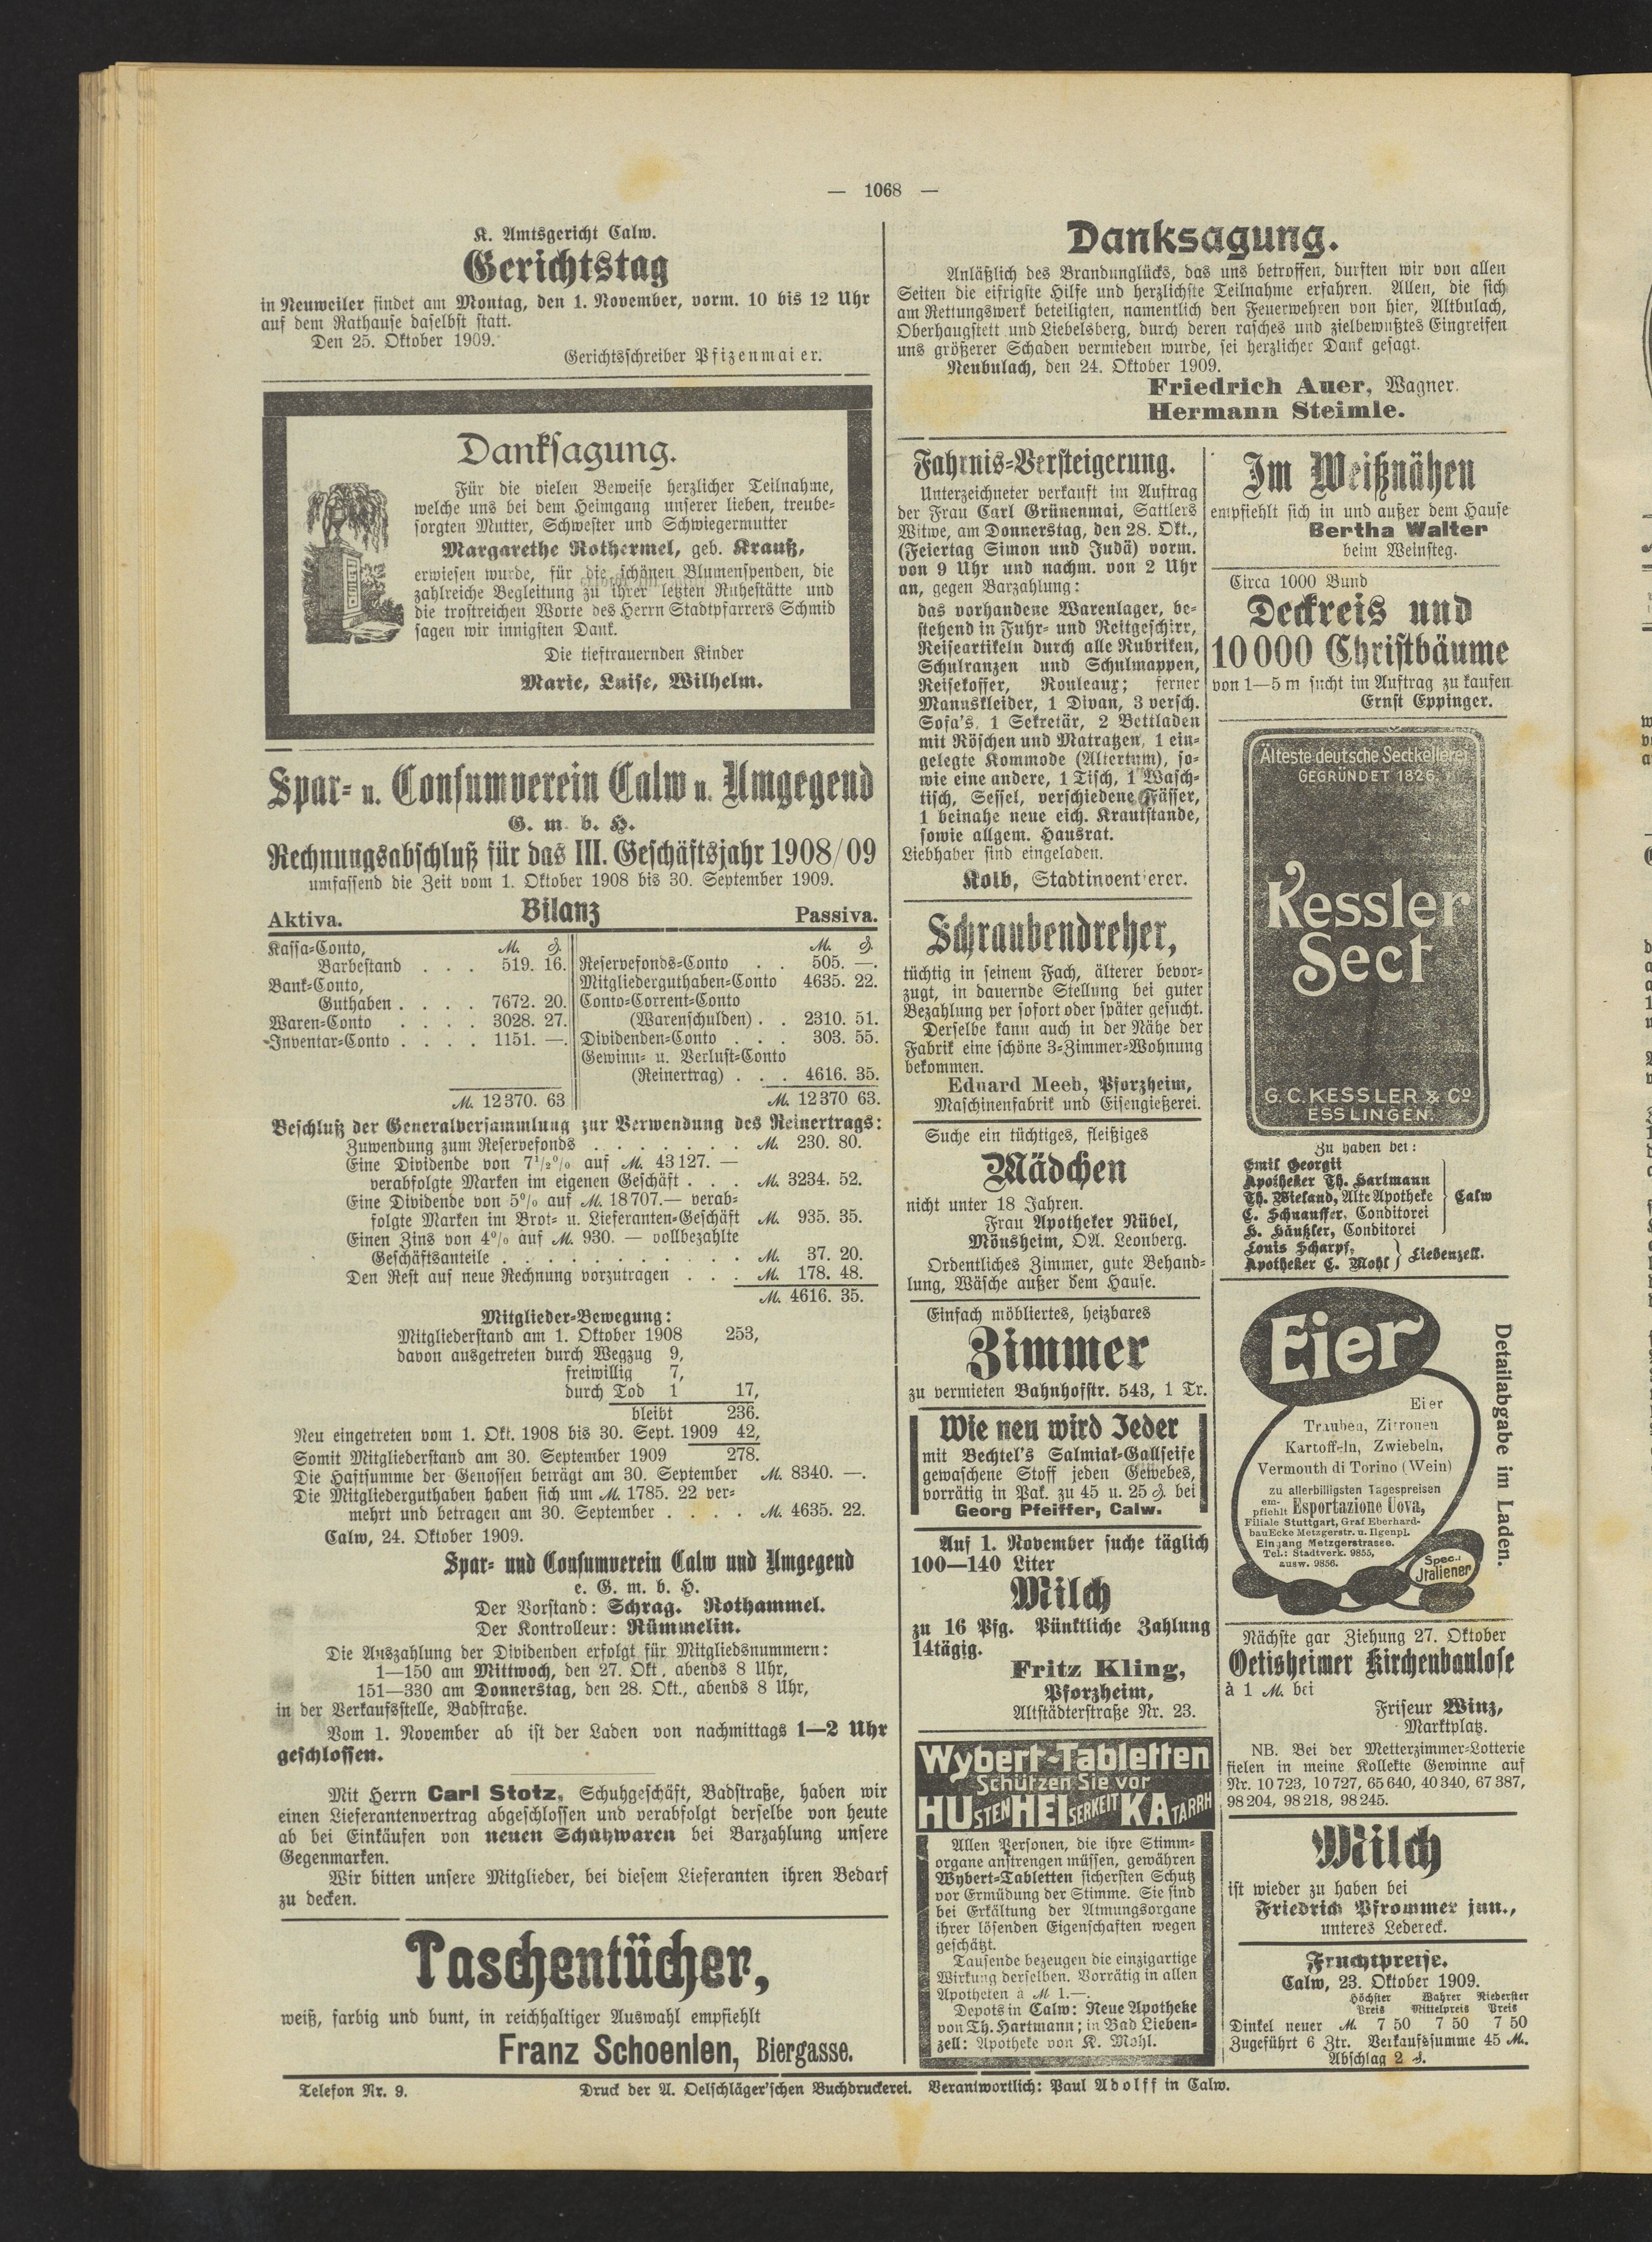 — 1068 —
K. Amtsgericht Calw.
Gerichtstag
in Neuweiler findet am Montag, den 1. November, vorm. 10 bis 12 Uhr
auf dem Rathause daselbst statt.
Den 25. Oktober 1909.
Gerichtsschreiber Pfizenmaier.
Danksagung.
Für die vielen Beweise herzlicher Teilnahme,
welche uns bei dem Heimgang unserer lieben, treube-
sorgten Mutter, Schwester und Schwiegermutter
Margarethe Rothermel, geb. Krauß,
erwiesen wurde, für die schönen Blumenspenden, die
zahlreiche Begleitung zu ihrer letzten Ruhestätte und
die trostreichen Worte des Herrn Stadtpfarrers Schmid
sagen wir innigsten Dank.
Die tieftrauernden Kinder
Marie, Luise, Wilhelm.
Spar- u. Consumverein Calw u. Umgegend
G. m. b. H.
Rechnungsabschluß für das III. Geschäftsjahr 1908/09
umfassend die Zeit vom 1. Oktober 1908 bis 30. September 1909.
Aktiva. Bilanz Passiva.
Kassa-Conto, M. ₰
Barbestand . . . 519. 16.
Bank-Conto,
Guthaben . . . . 7672. 20.
Waren-Conto . . . . 3028. 27.
Inventar-Conto . . . . 1151. —.
M. 12370. 63
M. ₰
Reservefonds-Conto . . 505. —.
Mitgliederguthaben-Conto 4635. 22.
Conto-Corrent-Conto
(Warenschulden) . . 2310. 51.
Dividenden-Conto . . . 303. 55.
Gewinn- u. Verlust-Conto
(Reinertrag) . . . 4616. 35.
M. 12370 63.
Beschluß der Generalversammlung zur Verwendung des Reinertrags:
Zuwendung zum Reservefonds . . . . . . . M. 230. 80.
Eine Dividende von 7½% auf M. 43127. —
verabfolgte Marken im eigenen Geschäft . . . M. 3234. 52.
Eine Dividende von 5% auf M. 18707.— verab-
folgte Marken im Brot- u. Lieferanten-Geschäft M. 935. 35.
Einen Zins von 4% auf M. 930. — vollbezahlte
Geschäftsanteile . . . . . . . . . . M. 37. 20.
Den Rest auf neue Rechnung vorzutragen . . . M. 178. 48.
M. 4616. 35.
Mitglieder-Bewegung:
Mitgliederstand am 1. Oktober 1908 253,
davon ausgetreten durch Wegzug 9,
freiwillig 7,
durch Tod 1 17,
bleibt 236.
Neu eingetreten vom 1. Okt. 1908 bis 30. Sept. 1909 42,
Somit Mitgliederstand am 30. September 1909 278.
Die Haftsumme der Genossen beträgt am 30. September M. 8340. —.
Die Mitgliederguthaben haben sich um M. 1785. 22 ver-
mehrt und betragen am 30. September . . . . M. 4635. 22.
Calw, 24. Oktober 1909.
Spar- und Consumverein Calw und Umgegend
e. G. m. b. H.
Der Vorstand: Schrag. Rothammel.
Der Kontrolleur: Rümmelin.
Die Auszahlung der Dividenden erfolgt für Mitgliedsnummern:
1—150 am Mittwoch, den 27. Okt., abends 8 Uhr,
151—330 am Donnerstag, den 28. Okt., abends 8 Uhr,
in der Verkaufsstelle, Badstraße.
Vom 1. November ab ist der Laden von nachmittags 1—2 Uhr
geschlossen.
Mit Herrn Carl Stotz, Schuhgeschäft, Badstraße, haben wir
einen Lieferantenvertrag abgeschlossen und verabfolgt derselbe von heute
ab bei Einkäufen von neuen Schuhwaren bei Barzahlung unsere
Gegenmarken.
Wir bitten unsere Mitglieder, bei diesem Lieferanten ihren Bedarf
zu decken.
Taschentücher,
weiß, farbig und bunt, in reichhaltiger Auswahl empfiehlt
Franz Schoenlen, Biergasse.
Danksagung.
Anläßlich des Brandunglücks, das uns betroffen, durften wir von allen
Seiten die eifrigste Hilfe und herzlichste Teilnahme erfahren. Allen, die sich
am Rettungswerk beteiligten, namentlich den Feuerwehren von hier, Altbulach,
Oberhaugstett und Liebelsberg, durch deren rasches und zielbewußtes Eingreifen
uns größerer Schaden vermieden wurde, sei herzlicher Dank gesagt.
Neubulach, den 24. Oktober 1909.
Friedrich Auer, Wagner.
Hermann Steimle.
Fahrnis-Versteigerung.
Unterzeichneter verkauft im Auftrag
der Frau Carl Grünenmai, Sattlers
Witwe, am Donnerstag, den 28. Okt.,
(Feiertag Simon und Judä) vorm.
von 9 Uhr und nachm. von 2 Uhr
an, gegen Barzahlung:
das vorhandene Warenlager, be-
stehend in Fuhr- und Reitgeschirr,
Reiseartikeln durch alle Rubriken,
Schulranzen und Schulmappen,
Reisekoffer, Rouleaux; ferner
Mannskleider, 1 Divan, 3 versch.
Sofa's, 1 Sekretär, 2 Bettladen
mit Röschen und Matratzen, 1 ein-
gelegte Kommode (Altertum), so-
wie eine andere, 1 Tisch, 1 Wasch-
tisch, Sessel, verschiedene Fässer,
1 beinahe neue eich. Krautstande,
sowie allgem. Hausrat.
Liebhaber sind eingeladen.
Kolb, Stadtinventierer.
Schraubendreher,
tüchtig in seinem Fach, älterer bevor-
zugt, in dauernde Stellung bei guter
Bezahlung per sofort oder später gesucht.
Derselbe kann auch in der Nähe der
Fabrik eine schöne 3-Zimmer-Wohnung
bekommen.
Eduard Meeh, Pforzheim,
Maschinenfabrik und Eisengießerei.
Suche ein tüchtiges, fleißiges
Mädchen
nicht unter 18 Jahren.
Frau Apotheker Nübel,
Mönsheim, OA. Leonberg.
Ordentliches Zimmer, gute Behand-
lung, Wäsche außer dem Hause.
Einfach möbliertes, heizbares
Zimmer
zu vermieten Bahnhofstr. 543, 1 Tr.
Wie neu wird Jeder
mit Bechtel's Salmiak-Gallseife
gewaschene Stoff jeden Gewebes,
vorrätig in Pak. zu 45 u. 25 ₰ bei
Georg Pfeiffer, Calw.
Auf 1. November suche täglich
100—140 Liter
Milch
zu 16 Pfg. Pünktliche Zahlung
14tägig.
Fritz Kling,
Pforzheim,
Altstädterstraße Nr. 23.
Wybert-Tabletten
Schützen Sie vor
HUSTEN HEISERKEIT KATARRH
Allen Personen, die ihre Stimm-
organe anstrengen müssen, gewähren
Wybert-Tabletten sichersten Schutz
vor Ermüdung der Stimme. Sie sind
bei Erkältung der Atmungsorgane
ihrer lösenden Eigenschaften wegen
geschätzt.
Tausende bezeugen die einzigartige
Wirkung derselben. Vorrätig in allen
Apotheken à M 1.—.
Depots in Calw: Neue Apotheke
von Th. Hartmann; in Bad Lieben-
zell: Apotheke von K. Mohl.
Im Weißnähen
empfiehlt sich in und außer dem Hause
Bertha Walter
beim Weinsteg.
Circa 1000 Bund
Deckreis und
10000 Christbäume
von 1—5 m sucht im Auftrag zu kaufen
Ernst Eppinger.
Älteste deutsche Sectkellerei
GEGRÜNDET 1826
Kessler
Sect
G. C. KESSLER & Co
ESSLINGEN.
Zu haben bei:
Emil Georgii
Apotheker Th. Hartmann
Th. Wieland, Alte Apotheke
C. Schnauffer, Conditorei
H. Häußler, Conditorei
Calw
Louis Scharpf,
Apotheker C. Mohl
Liebenzell.
Eier
Eier
Trauben, Zitronen
Kartoffeln, Zwiebeln,
Vermouth di Torino (Wein)
zu allerbilligsten Tagespreisen
em-
pfiehlt Esportazione Uova,
Filiale Stuttgart, Graf Eberhard-
bau Ecke Metzgerstr. u. Ilgenpl.
Eingang Metzgerstrasse.
Tel.: Stadtverk. 9855,
ausw. 9856.
Spec.:
Jtaliener
Detailabgabe im Laden.
Nächste gar Ziehung 27. Oktober
Oetisheimer Kirchenbaulose
à 1 M. bei
Friseur Winz,
Marktplatz.
NB. Bei der Metterzimmer-Lotterie
fielen in meine Kollekte Gewinne auf
Nr. 10723, 10727, 65640, 40340, 67387,
98204, 98218, 98245.
Milch
ist wieder zu haben bei
Friedrich Pfrommer jun.,
unteres Ledereck.
Fruchtpreise.
Calw, 23. Oktober 1909.
Höchster Wahrer Niederster
Preis Mittelpreis Preis
Dinkel neuer M. 7 50 7 50 7 50
Zugeführt 6 Ztr. Verkaufssumme 45 M.
Abschlag 2 ₰.
Telefon Nr. 9. Druck der A. Oelschläger'schen Buchdruckerei. Verantwortlich: Paul Adolff in Calw.